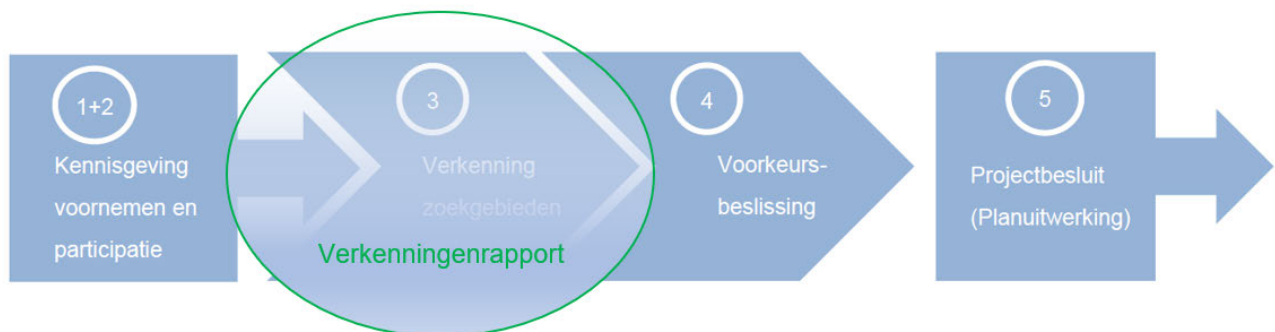 1+2
Kennisgeving
voornemen en
participatie
3
Verkenning
zoekgebieden
Verkenningenrapport
4
Voorkeurs-
beslissing
5
Projectbesluit
(Planuitwerking)